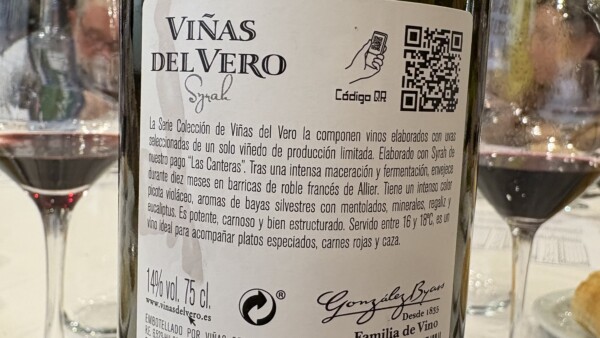 VIÑAS
DEL VERO
Syrah
Código QR
La Serie Colección de Viñas del Vero la componen vinos elaborados con uvas
seleccionadas de un solo viñedo de producción limitada. Elaborado con Syrah de
nuestro pago "Las Canteras". Tras una intensa maceración y fermentación, envejece
durante diez meses en barricas de roble francés de Allier. Tiene un intenso color
picota violáceo, aromas de bayas silvestres con mentolados, minerales, regaliz y
eucaliptus. Es potente, carnoso y bien estructurado. Servido entre 16 y 18ºC, es un
vino ideal para acompañar platos especiados, carnes rojas y caza.
14% vol. 75 cl.
www.vinasdelvero.es
®
González Byass
Desde 1835
Familia de Vino
EMBOTELLADO POR VIÑAS